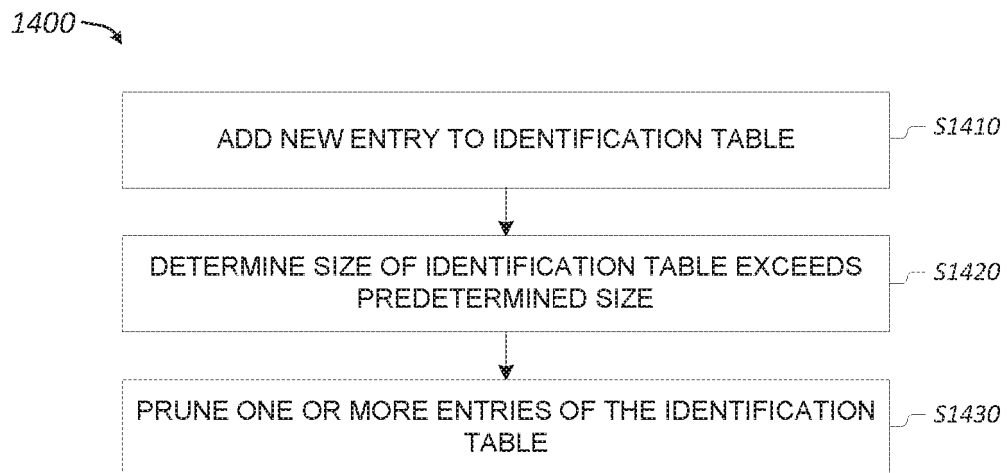 1400
ADD NEW ENTRY TO IDENTIFICATION TABLE
S1410
DETERMINE SIZE OF IDENTIFICATION TABLE EXCEEDS
PREDETERMINED SIZE
S1420
PRUNE ONE OR MORE ENTRIES OF THE IDENTIFICATION
TABLE
S1430